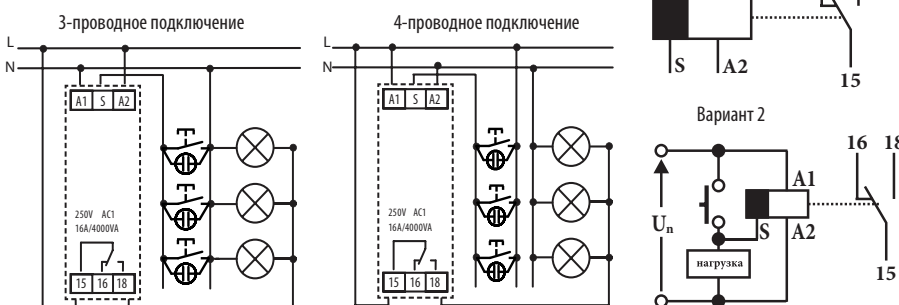 3-проводное подключение
L
N
A1 S A2
250V AC1
16A/4000VA
15 16 18
4-проводное подключение
L
N
A1 S A2
250V AC1
16A/4000VA
15 16 18
S A2
15
Вариант 2
16 18
A1
Un
S A2
нагрузка
15